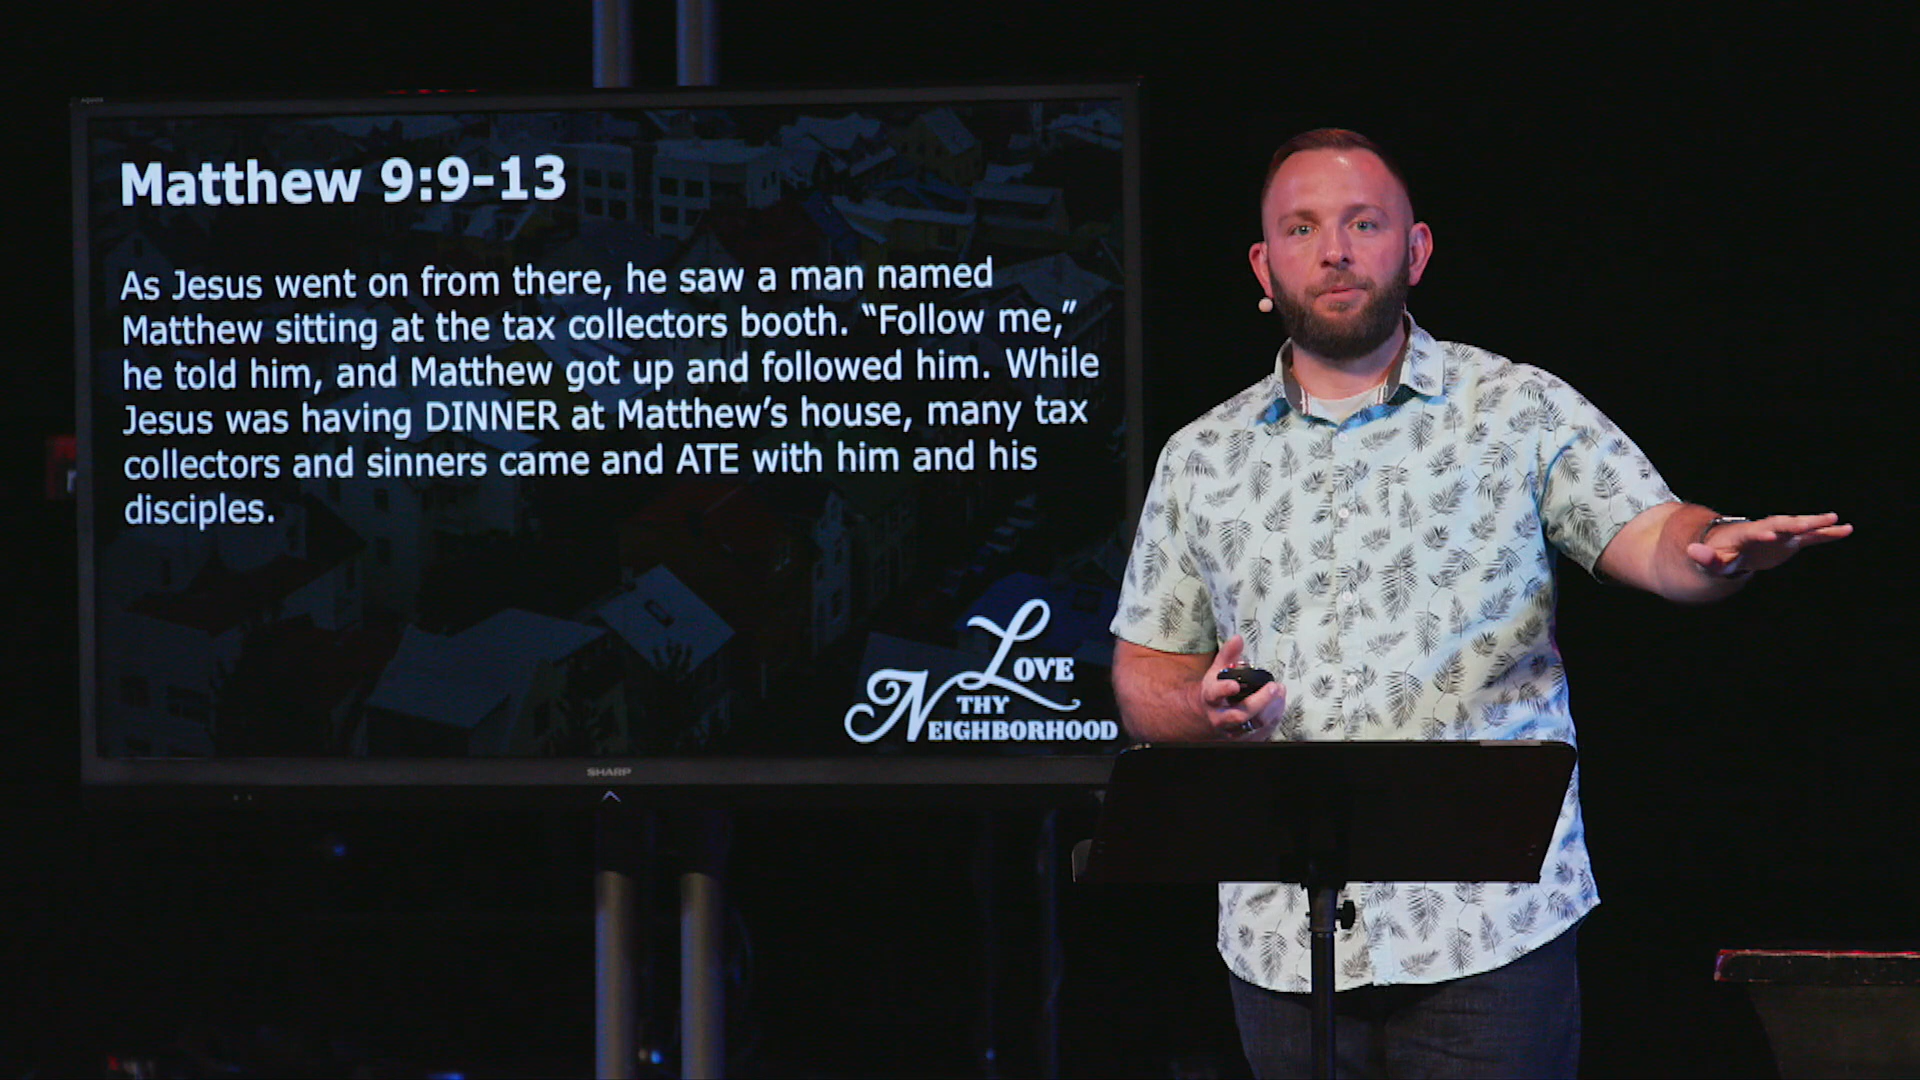 Matthew 9:9-13
As Jesus went on from there, he saw a man named
Matthew sitting at the tax collectors booth. “Follow me,”
he told him, and Matthew got up and followed him. While
Jesus was having DINNER at Matthew’s house, many tax
collectors and sinners came and ATE with him and his
disciples.
LOVE
THY
NEIGHBORHOOD
SHARP